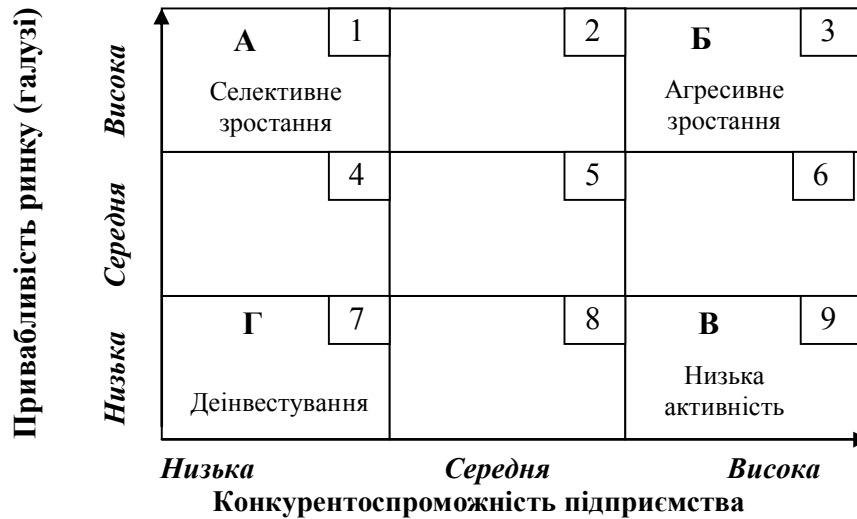 Привабливість ринку (галузі)
Висока
Середня
Низька
А
1
2
Б
3
Селективне
зростання
Агресивне
зростання
4
5
6
Г
7
8
В
9
Деінвестування
Низька
активність
Низька
Середня
Висока
Конкурентоспроможність підприємства